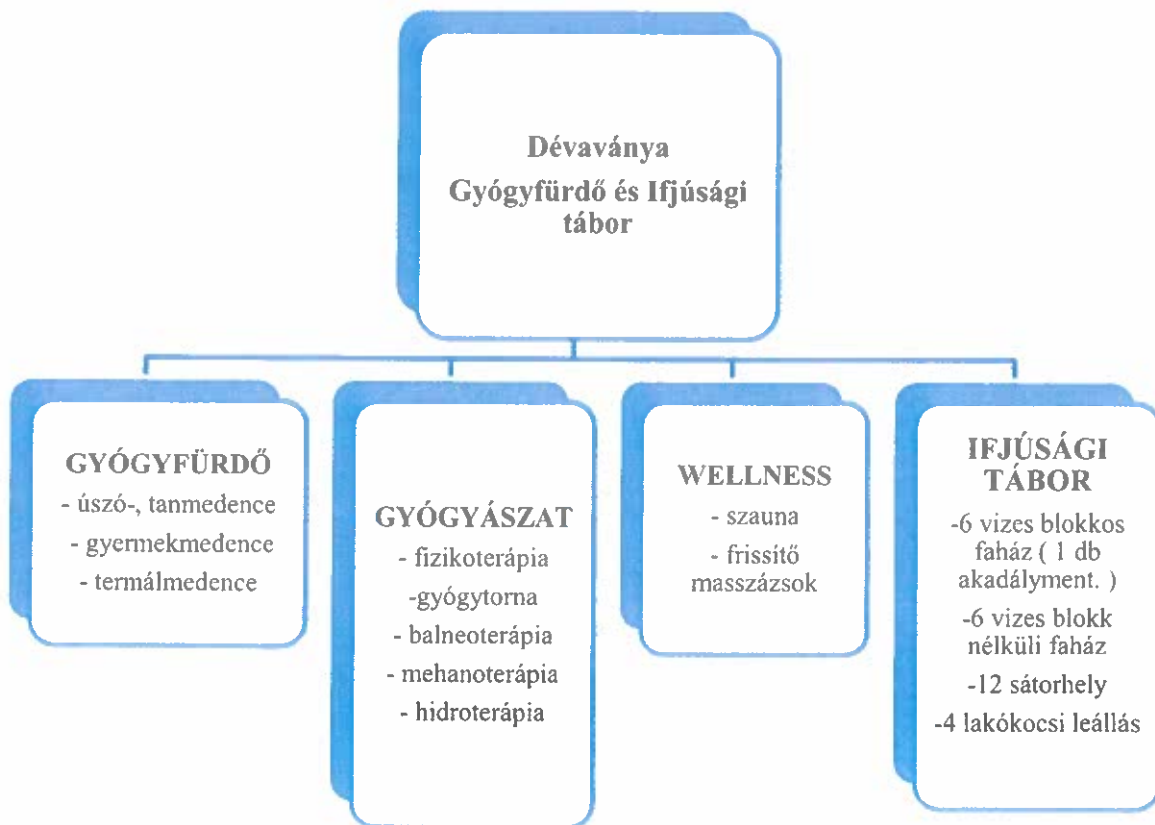 Dévaványa
Gyógyfürdő és Ifjúsági
tábor
GYÓGYFÜRDŐ
- úszó-, tanmedence
- gyermekmedence
- termálmedence
GYÓGYÁSZAT
- fizikoterápia
-gyógytorna
- balneoterápia
- mehanoterápia
- hidroterápia
WELLNESS
- szauna
- frissítő
masszázsok
IFJÚSÁGI
TÁBOR
-6 vizes blokkos
faház ( 1 db
akadályment. )
-6 vizes blokk
nélküli faház
-12 sátorhely
-4 lakókocsi leállás